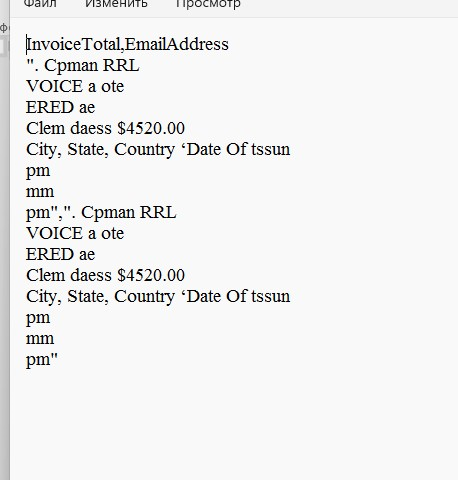 Файл Изменить Просмотр
InvoiceTotal,EmailAddress
". Cpman RRL
VOICE a ote
ERED ae
Clem daess $4520.00
City, State, Country ‘Date Of tssun
pm
mm
pm",". Cpman RRL
VOICE a ote
ERED ae
Clem daess $4520.00
City, State, Country ‘Date Of tssun
pm
mm
pm"